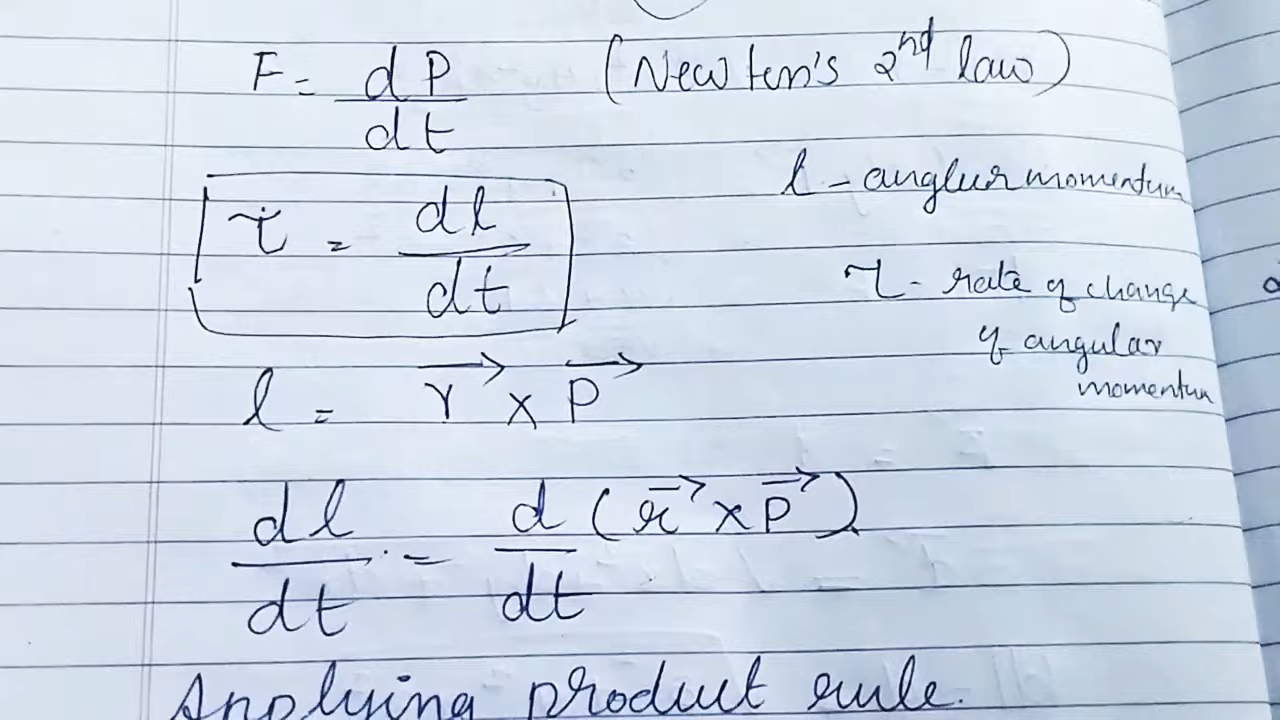 F = dP/dt (Newton's 2nd law)
l - anglur momentum
τ = dl/dt
τ - rate of change
of angular
momentum
l = r⃗ × P⃗
dl/dt = d/dt (r⃗ × P⃗)
Applying product rule.